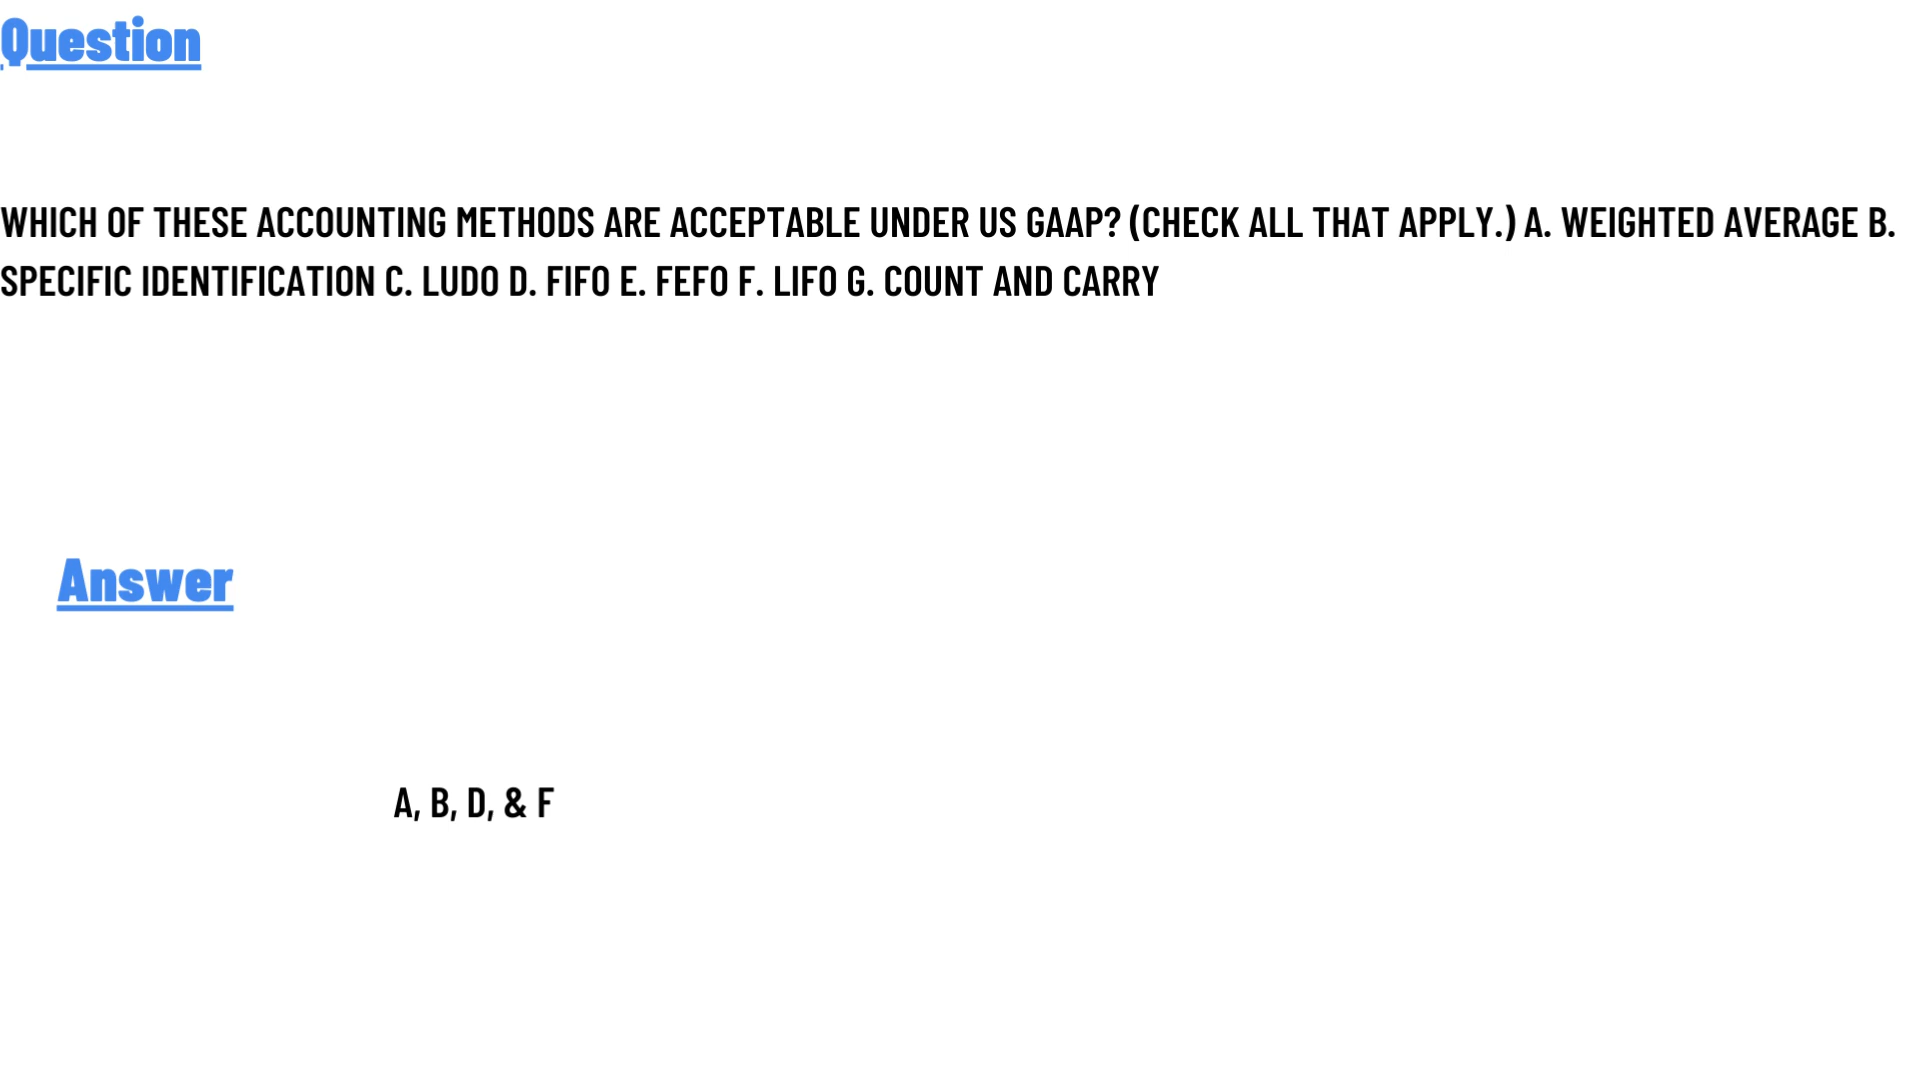 Question
WHICH OF THESE ACCOUNTING METHODS ARE ACCEPTABLE UNDER US GAAP? (CHECK ALL THAT APPLY.) A. WEIGHTED AVERAGE B.
SPECIFIC IDENTIFICATION C. LUDO D. FIFO E. FEFO F. LIFO G. COUNT AND CARRY
Answer
A, B, D, & F